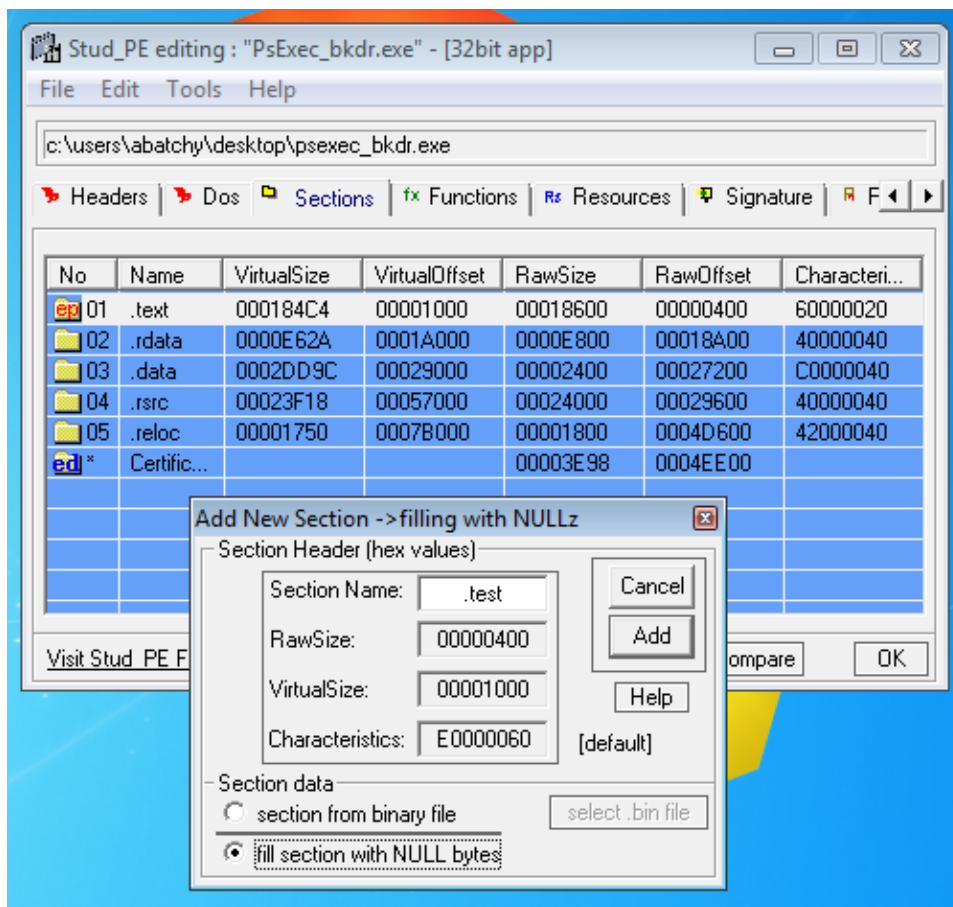 Stud_PE editing : "PsExec_bkdr.exe" - [32bit app]
File Edit Tools Help
c:\users\abatchy\desktop\psexec_bkdr.exe
Headers Dos Sections fx Functions Rs Resources Signature F
No Name VirtualSize VirtualOffset RawSize RawOffset Characteri...
ep 01 .text 000184C4 00001000 00018600 00000400 60000020
02 .rdata 0000E62A 0001A000 0000E800 00018A00 40000040
03 .data 0002DD9C 00029000 00002400 00027200 C0000040
04 .rsrc 00023F18 00057000 00024000 00029600 40000040
05 .reloc 00001750 0007B000 00001800 0004D600 42000040
ed * Certific... 00003E98 0004EE00
Add New Section ->filling with NULLz
Section Header (hex values)
Section Name: .test Cancel
RawSize: 00000400 Add
Visit Stud_PE F ompare OK
VirtualSize: 00001000 Help
Characteristics: E0000060 [default]
Section data
section from binary file select .bin file
fill section with NULL bytes